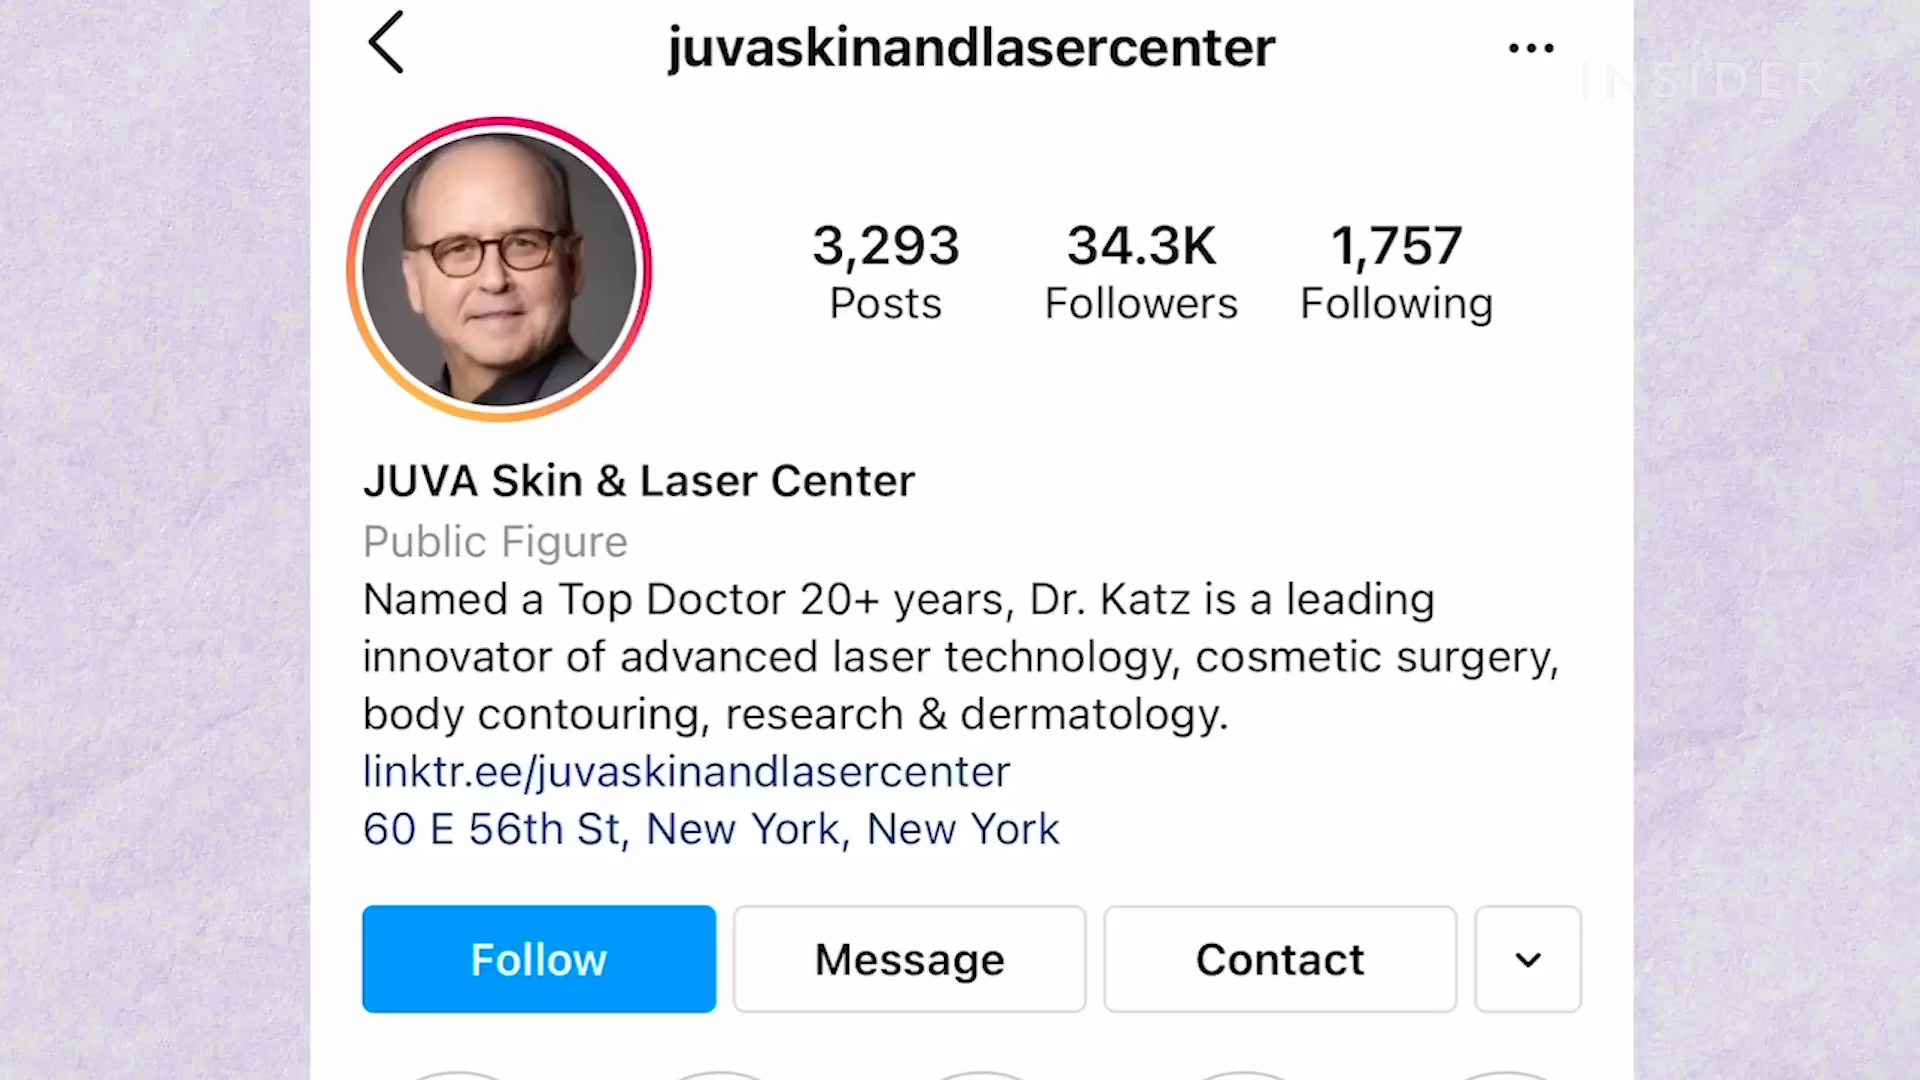 juvaskinandlasercenter
INSIDER
3,293 34.3K 1,757
Posts Followers Following
JUVA Skin & Laser Center
Public Figure
Named a Top Doctor 20+ years, Dr. Katz is a leading
innovator of advanced laser technology, cosmetic surgery,
body contouring, research & dermatology.
linktr.ee/juvaskinandlasercenter
60 E 56th St, New York, New York
Follow Message Contact